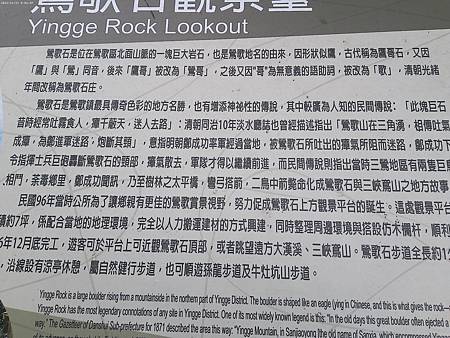 鶯歌石觀景臺
Yingge Rock Lookout
鶯歌石是位在鶯歌區北面山脈的一塊巨大岩石，也是鶯歌地名的由來，因形狀似鷹，古代稱為鷹哥石，又因
「鷹」與「鶯」同音，後來「鷹哥」被改為「鶯哥」，之後又因"哥"為無意義的語助詞，被改為「歌」，清朝光緒
年間改稱為鶯歌石庄。
鶯歌石是鶯歌鎮最具傳奇色彩的地方名勝，也有增添神祕性的傳說，其中較廣為人知的民間傳說：「此塊巨石
昔時經常吐霧食人，瘴千蔽天，迷人去路」；清朝同治10年淡水廳誌也曾經描述指出「鶯歌山在三角湧，相傳吐氣
成霧，為鄭進軍迷路，炮斷其頸」，意指明朝鄭成功率軍經過當地，被鶯歌石所吐出的瘴氣所阻而迷路，鄭成功下
令指揮士兵巨砲轟斷鶯歌石的頸部，瘴氣散去，軍隊才得以繼續前進，而民間傳說則指出當時三鶯地區有兩隻巨鳥
相鬥，荼毒鄉里，鄭成功聞訊，乃至樹林之太平橋，彎弓搭箭，二鳥中箭斃命化成鶯歌石與三峽鳶山之地方故事
民國96年當時公所為了讓鄉親有更佳的鶯歌賞景視野，努力促成鶯歌石上方觀景平台的誕生。這處觀景平台
積約7坪，係配合當地的地理環境，完全以人力搬運建材的方式興建，同時整理周邊環境與搭設仿木欄杆，順利
6年12月底完工，遊客可於平台上可近觀鶯歌石頂部，或者眺望遠方大漢溪、三峽鳶山。鶯歌石步道全長約1
，沿線設有涼亭休憩，屬自然健行步道，也可順遊孫龍步道及牛灶坑山步道。
Yingge Rock is a large boulder rising from a mountainside in the northern part of Yingge District. The boulder is shaped like an eagle (ying in Chinese, and this is what gives the rock
Yingge Rock has the most legendary connotations of any site in Yingge District. One of its most widely known legend is this: "In the old days this great boulder often ejected a
way." The Gazetteer of Danshui Sub-prefecture for 1871 described the area this way: "Yingge Mountain, in Sanjiaoyong [the old name of Sanxia, which encompassed Yingge